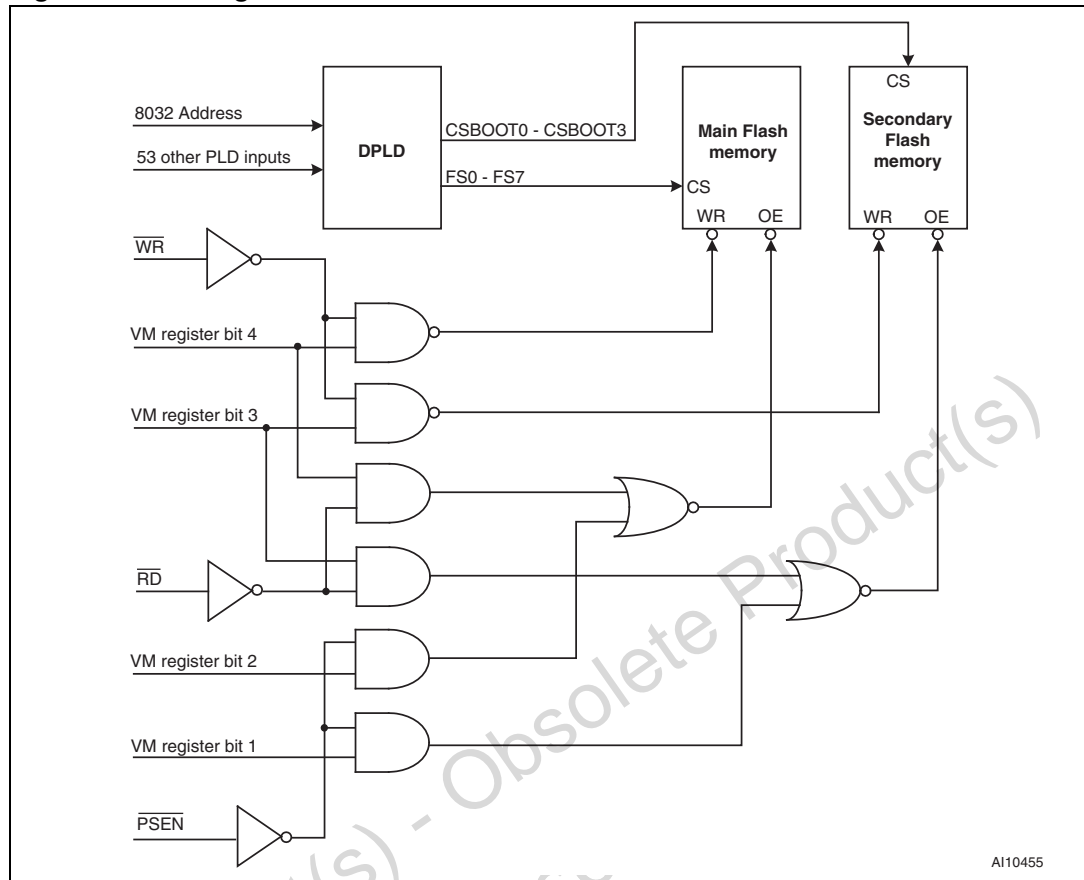 CS
8032 Address
CSBOOT0 - CSBOOT3
Main Flash
memory
Secondary
Flash
memory
DPLD
53 other PLD inputs
FS0 - FS7
CS
WR OE
WR OE
WR
VM register bit 4
VM register bit 3
RD
VM register bit 2
VM register bit 1
PSEN
(s) - Obsolete Product(s)
AI10455